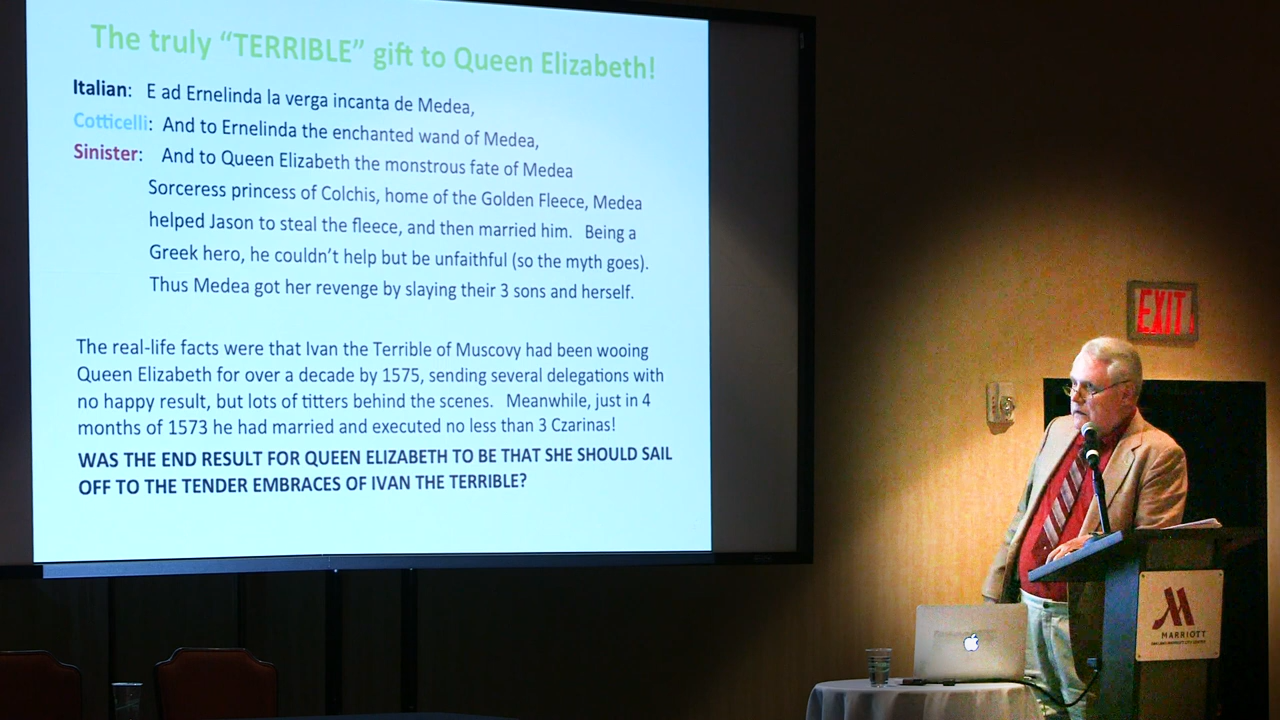 The truly “TERRIBLE” gift to Queen Elizabeth!
Italian: E ad Ernelinda la verga incanta de Medea,
Cotticelli: And to Ernelinda the enchanted wand of Medea,
Sinister: And to Queen Elizabeth the monstrous fate of Medea
Sorceress princess of Colchis, home of the Golden Fleece, Medea
helped Jason to steal the fleece, and then married him. Being a
Greek hero, he couldn’t help but be unfaithful (so the myth goes).
Thus Medea got her revenge by slaying their 3 sons and herself.
The real-life facts were that Ivan the Terrible of Muscovy had been wooing
Queen Elizabeth for over a decade by 1575, sending several delegations with
no happy result, but lots of titters behind the scenes. Meanwhile, just in 4
months of 1573 he had married and executed no less than 3 Czarinas!
WAS THE END RESULT FOR QUEEN ELIZABETH TO BE THAT SHE SHOULD SAIL
OFF TO THE TENDER EMBRACES OF IVAN THE TERRIBLE?
EXIT
MARRIOTT